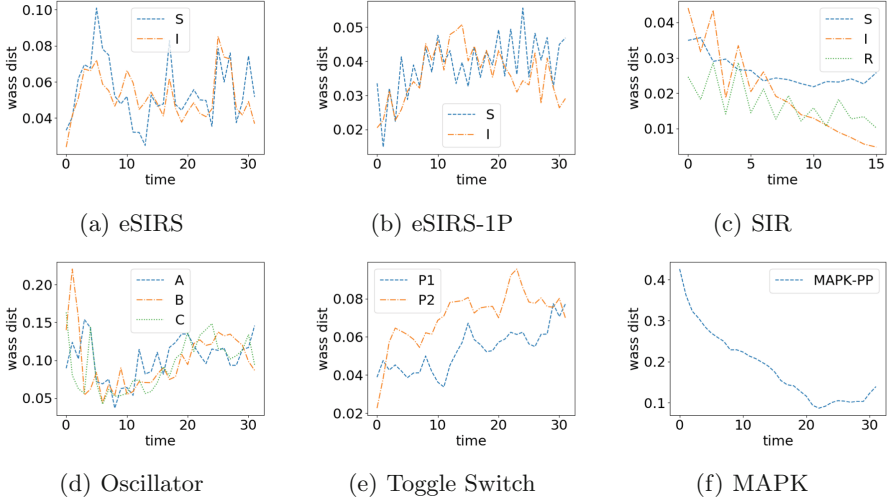 0.10
0.08
0.06
0.04
wass dist
S
I
0 10 20 30
time
(a) eSIRS
0.05
0.04
0.03
0.02
wass dist
S
I
0 10 20 30
time
(b) eSIRS-1P
0.04
0.03
0.02
0.01
wass dist
S
I
R
0 5 10 15
time
(c) SIR
0.20
0.15
0.10
0.05
wass dist
A
B
C
0 10 20 30
time
(d) Oscillator
0.08
0.06
0.04
0.02
wass dist
P1
P2
0 10 20 30
time
(e) Toggle Switch
0.4
0.3
0.2
0.1
wass dist
MAPK-PP
0 10 20 30
time
(f) MAPK